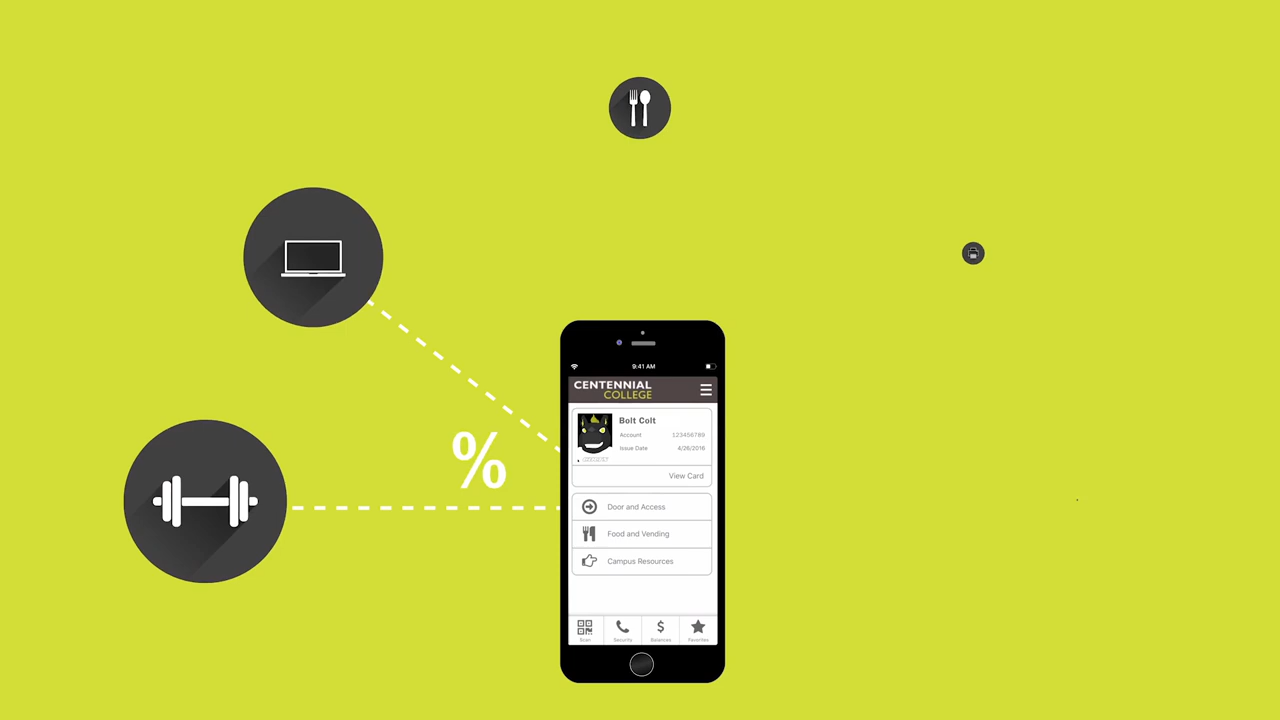 %
9:41 AM
CENTENNIAL
COLLEGE
Bolt Colt
Account 123456789
Issue Date 4/26/2016
View Card
Door and Access
Food and Vending
Campus Resources
Scan Security $ Balances Favorites